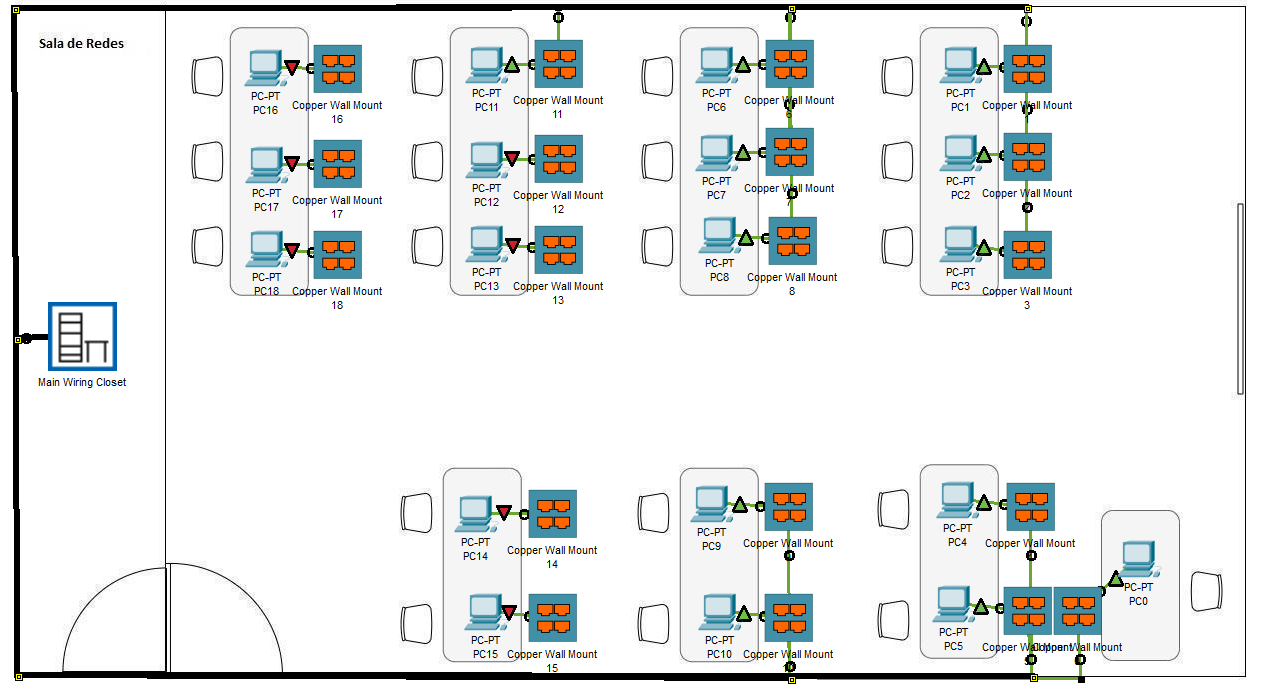 Sala de Redes
PC-PT
PC16
Copper Wall Mount
16
PC-PT
PC11
Copper Wall Mount
11
PC-PT
PC6
Copper Wall Mount
6
PC-PT
PC1
Copper Wall Mount
PC-PT
PC17
Copper Wall Mount
17
PC-PT
PC12
Copper Wall Mount
12
PC-PT
PC7
Copper Wall Mount
7
PC-PT
PC2
Copper Wall Mount
PC-PT
PC18
Copper Wall Mount
18
PC-PT
PC13
Copper Wall Mount
13
PC-PT
PC8
Copper Wall Mount
8
PC-PT
PC3
Copper Wall Mount
3
Main Wiring Closet
PC-PT
PC14
Copper Wall Mount
14
PC-PT
PC9
Copper Wall Mount
PC-PT
PC4
Copper Wall Mount
PC-PT
PC0
PC-PT
PC15
Copper Wall Mount
15
PC-PT
PC10
Copper Wall Mount
10
PC-PT
PC5
Copper Wall Mount
Copper Wall Mount